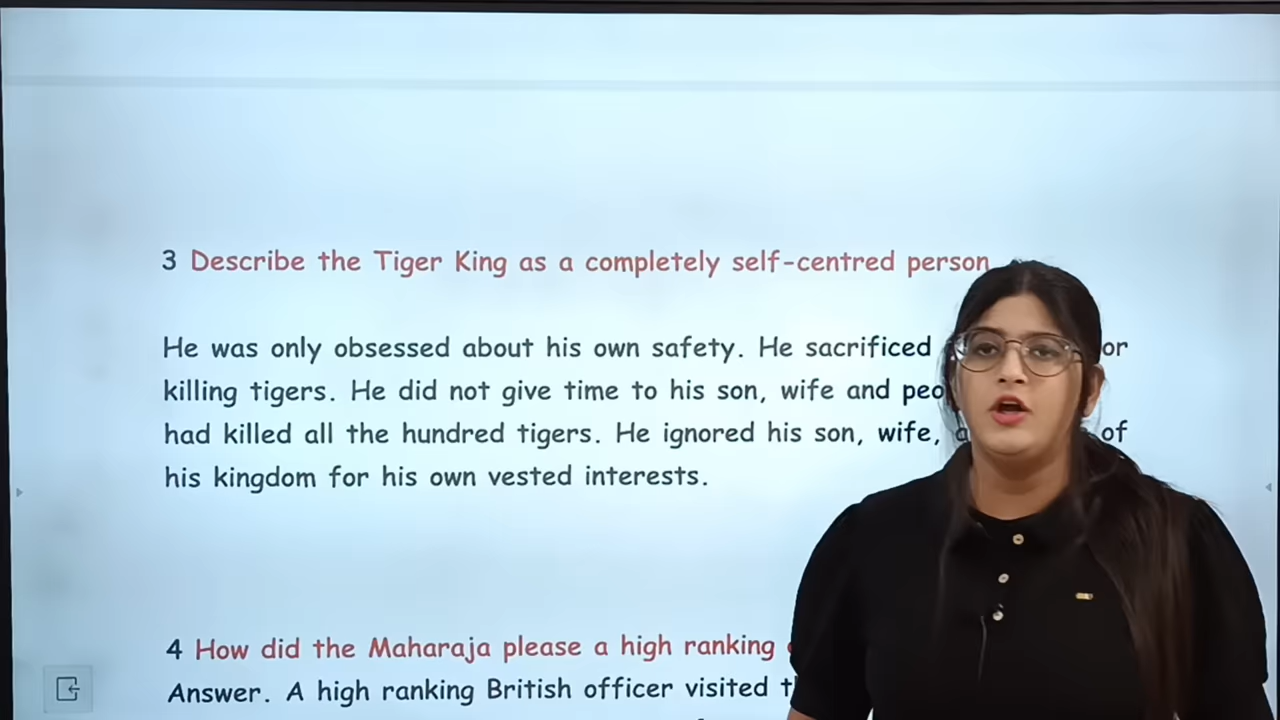 3 Describe the Tiger King as a completely self-centred person
He was only obsessed about his own safety. He sacrificed
killing tigers. He did not give time to his son, wife and
had killed all the hundred tigers. He ignored his son, wife, of
his kingdom for his own vested interests.
4 How did the Maharaja please a high ranking
Answer. A high ranking British officer visited